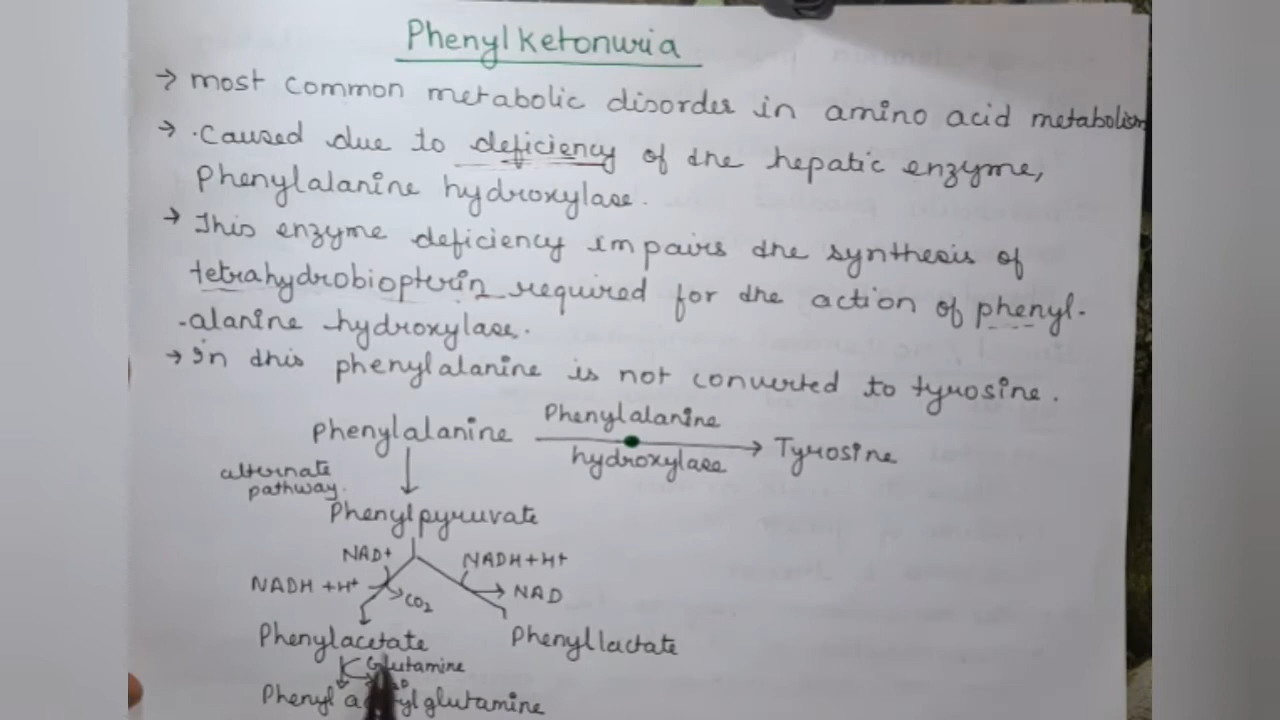 Phenylketonuria
→ most common metabolic disorder in amino acid metabolism
→ . Caused due to deficiency of the hepatic enzyme,
Phenylalanine hydroxylase.
→ This enzyme deficiency impairs the synthesis of
tetrahydrobiopterin required for the action of phenyl-
-alanine hydroxylase.
→ In this phenylalanine is not converted to tyrosine.
Phenylalanine
phenylalanine → Tyrosine
hydroxylase
alternate
pathway.
Phenylpyruvate
NAD+ NADH+H+
NADH+H+ CO2 NAD
Phenylacetate Phenyllactate
Glutamine
Phenyl glutamine